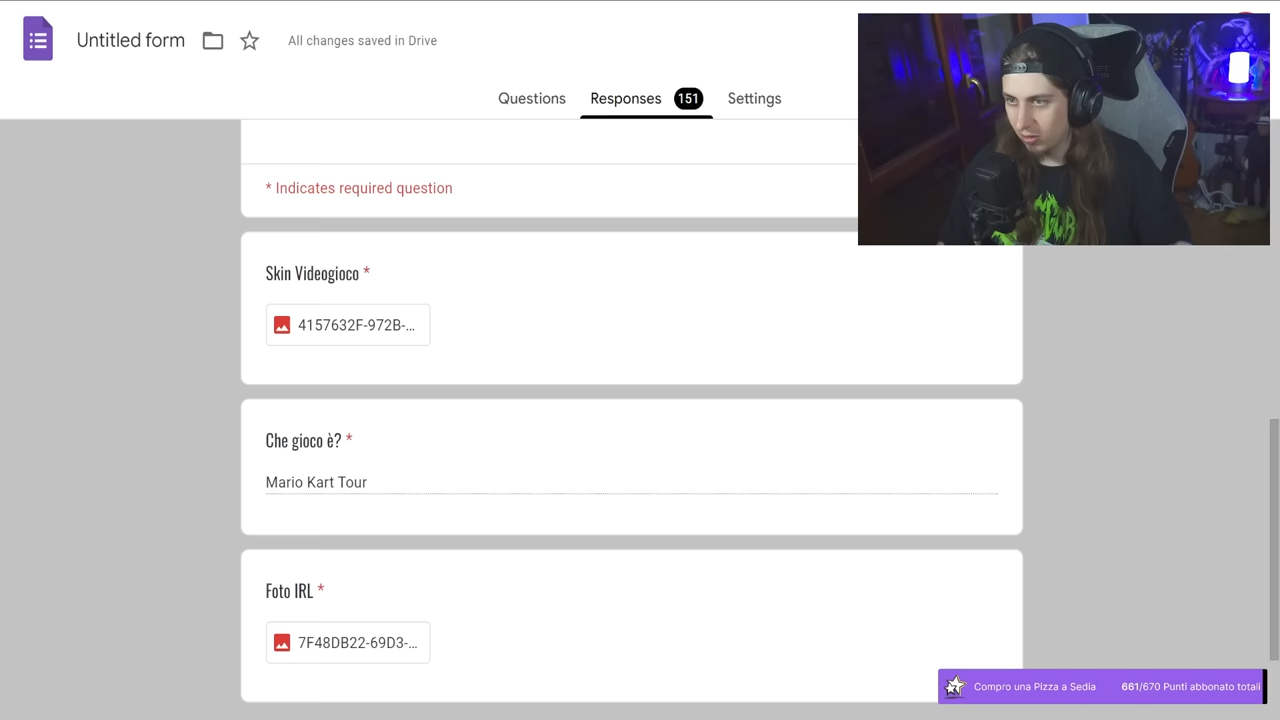 Untitled form
All changes saved in Drive
Questions
Responses 151
Settings
* Indicates required question
Skin Videogioco *
4157632F-972B-...
Che gioco è? *
Mario Kart Tour
Foto IRL *
7F48DB22-69D3-...
Compro una Pizza a Sedia
661/670 Punti abbonato totali